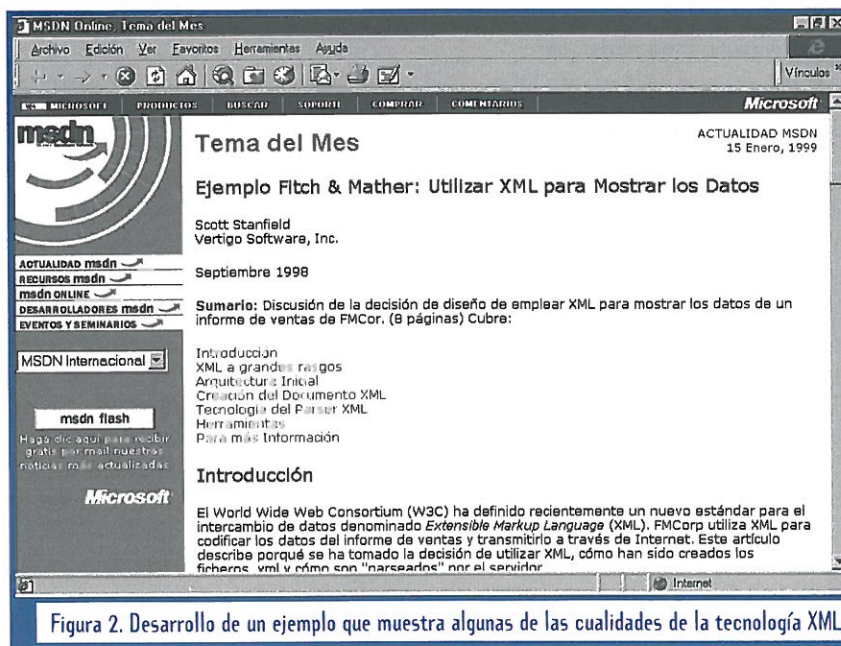 MSDN Online, Tema del Mes
Archivo Edición Ver Favoritos Herramientas Ayuda
Vínculos »
MICROSOFT PRODUCTOS BUSCAR SOPORTE COMPRAR COMENTARIOS Microsoft
msdn
Tema del Mes
ACTUALIDAD MSDN
15 Enero, 1999
Ejemplo Fitch & Mather: Utilizar XML para Mostrar los Datos
Scott Stanfield
Vertigo Software, Inc.
Septiembre 1998
Sumario: Discusión de la decisión de diseño de emplear XML para mostrar los datos de un
informe de ventas de FMCor. (8 páginas) Cubre:
Introducción
XML a grandes rasgos
Arquitectura Inicial
Creación del Documento XML
Tecnología del Parser XML
Herramientas
Para más Información
ACTUALIDAD msdn
RECURSOS msdn
msdn ONLINE
DESARROLLADORES msdn
EVENTOS Y SEMINARIOS
MSDN Internacional
msdn flash
Haga clic aquí para recibir
gratis por mail nuestras
noticias más actualizadas
Microsoft
Introducción
El World Wide Web Consortium (W3C) ha definido recientemente un nuevo estándar para el
intercambio de datos denominado Extensible Markup Language (XML). FMCorp utiliza XML para
codificar los datos del informe de ventas y transmitirlo a través de Internet. Este artículo
describe porqué se ha tomado la decisión de utilizar XML, cómo han sido creados los
ficheros .xml y cómo son "parseados" por el servidor
Internet
Figura 2. Desarrollo de un ejemplo que muestra algunas de las cualidades de la tecnología XML